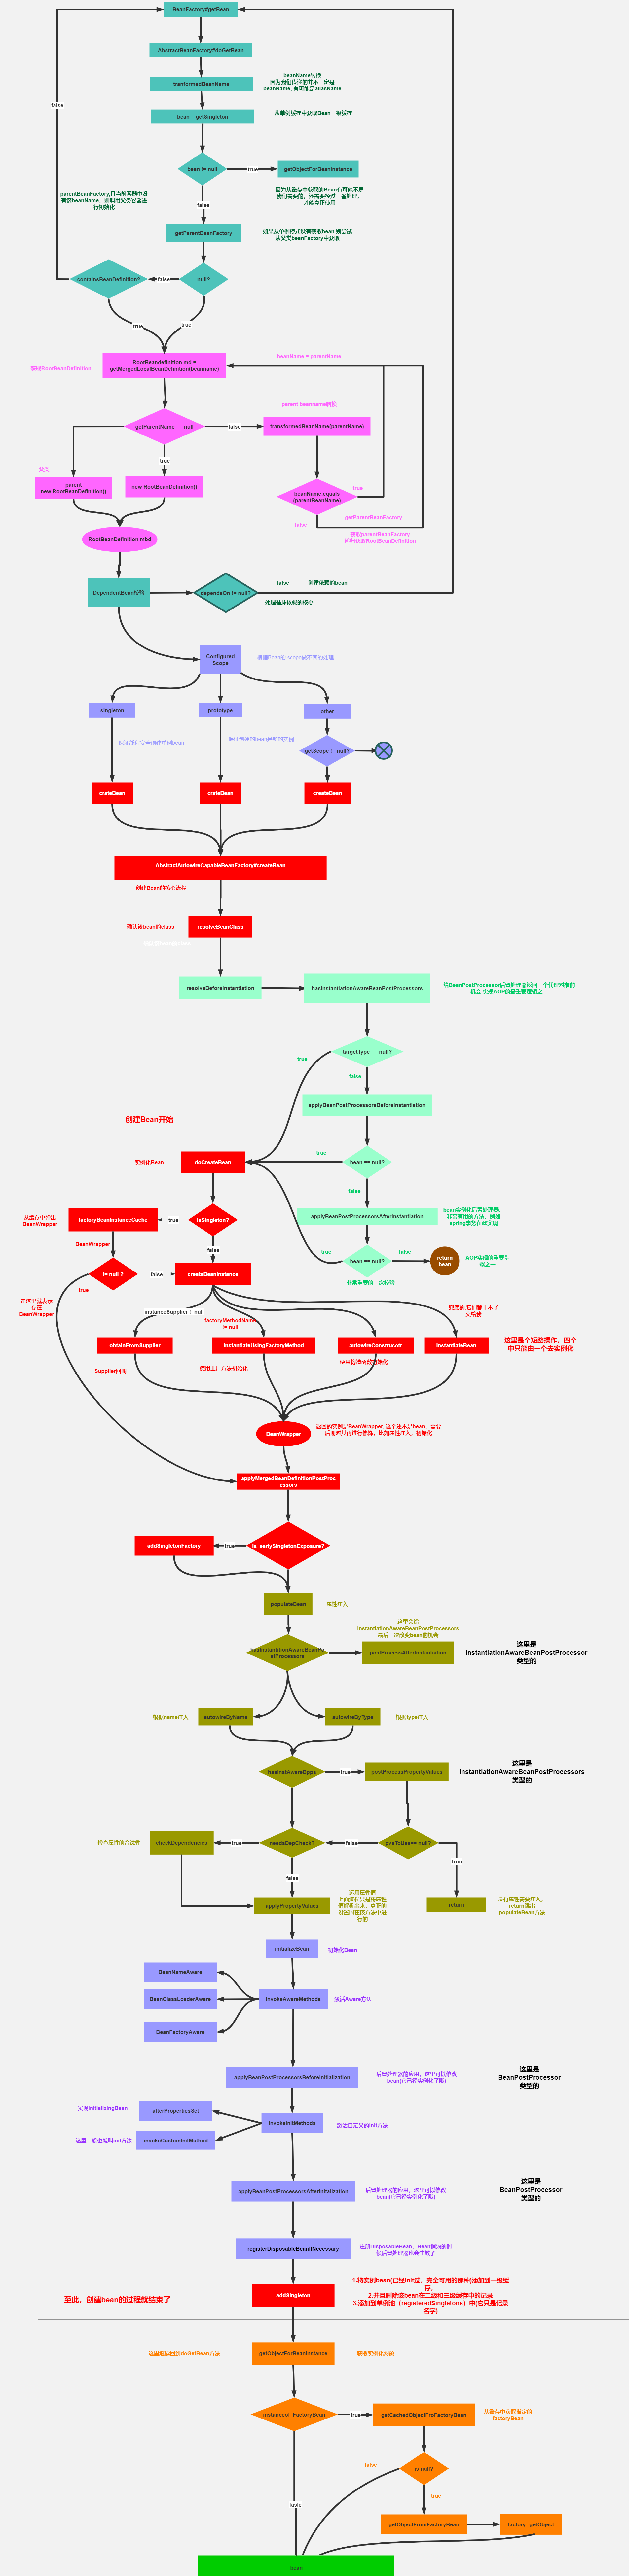 BeanFactory#getBean
AbstractBeanFactory#doGetBean
false
tranformedBeanName
beanName转换
因为我们传递的并不一定是
beanName, 有可能是aliasName
bean = getSingleton
从单例缓存中获取Bean三级缓存
bean != null
true
getObjectForBeanInstance
false
因为从缓存中获取的Bean有可能不是
我们需要的，还需要经过一番处理，
才能真正使用
parentBeanFactory,且当前容器中没
有该beanName，则调用父类容器进
行初始化
getParentBeanFactory
如果从单例模式没有获取bean 则尝试
从父类beanFactory中获取
containsBeanDefinition?
false
null?
true
true
RootBeandefinition md =
getMergedLocalBeanDefinition(beanname)
beanName = parentName
获取RootBeanDefinition
parent beanname转换
getParentName == null
false
transformedBeanName(parentName)
true
父类
parent
new RootBeanDefinition()
new RootBeanDefinition()
true
beanName.equals
(parentBeanName)
getParentBeanFactory
false
获取parentBeanFactory
递归获取RootBeanDefinition
RootBeanDefinition mbd
DependentBean校验
dependsOn != null?
false
创建依赖的bean
处理循环依赖的核心
Configured
Scope
根据Bean的 scope做不同的处理
singleton
prototype
other
保证线程安全创建单例bean
保证创建的bean是新的实例
getScope != null?
crateBean
crateBean
createBean
AbstractAutowireCapableBeanFactory#createBean
创建Bean的核心流程
确认该bean的class
resolveBeanClass
resolveBeforeInstantiation
hasInstantiationAwareBeanPostProcessors
给BeanPostProcessor后置处理器返回一个代理对象的
机会 实现AOP的最重要逻辑之一
targetType == null?
true
false
applyBeanPostProcessorsBeforeInstantiation
创建Bean开始
true
实例化Bean
doCreateBean
bean == null?
false
bean实例化后置处理器,
非常有用的方法，例如
spring事务在此实现
从缓存中弹出
BeanWrapper
factoryBeanInstanceCache
true
isSingleton?
applyBeanPostProcessorsAfterInstantiation
BeanWrapper
false
true
bean == null?
false
return
bean
AOP实现的重要步
骤之一
!= null ?
false
createBeanInstance
true
非常重要的一次校验
走这里就表示
存在
BeanWrapper
instanceSupplier !=null
factoryMethodName
!= null
兜底的,它们都干不了
交给我
obtainFromSupplier
instantiateUsingFactoryMethod
autowireConstrucotr
instantiateBean
这里是个短路操作，四个
中只能由一个去实例化
Supplier回调
使用工厂方法初始化
使用构造函数初始化
BeanWrapper
返回的实例是BeanWrapper, 这个还不是bean，需要
后期对其再进行修饰，比如属性注入，初始化
applyMergedBeanDefinitionPostProc
essors
addSingletonFactory
true
is earlySingletonExposure?
populateBean
属性注入
这里会给
InstantiationAwareBeanPostProcessors
最后一次改变bean的机会
hasInstantitionAwareBeanPo
stProcessors
postProcessAfterInstantiation
这里是
InstantiationAwareBeanPostProcessor
类型的
根据name注入
autowireByName
autowireByType
根据type注入
hasInstAwareBpps
true
postProcessPropertyValues
这里是
InstantiationAwareBeanPostProcessors
类型的
检查属性的合法性
checkDependencies
true
needsDepCheck?
false
pvsToUse== null?
true
false
应用属性值
上面过程只是将属性
值解析出来，真正的
设置则在该方法中进
行的
applyPropertyValues
return
没有属性需要注入，
return跳出
populateBean方法
initializeBean
初始化Bean
BeanNameAware
BeanClassLoaderAware
invokeAwareMethods
激活Aware方法
BeanFactoryAware
applyBeanPostProcessorsBeforeInitialization
后置处理器的应用，这里可以修改
bean(它已经实例化了哦)
这里是
BeanPostProcessor
类型的
实现InitializingBean
afterPropertiesSet
invokeInitMethods
激活自定义的init方法
这里一般也就叫init方法
invokeCustomInitMethod
applyBeanPostProcessorsAfterInitialization
后置处理器的应用，这里可以修改
bean(它已经实例化了哦)
这里是
BeanPostProcessor
类型的
registerDisposableBeanIfNecessary
注册DisposableBean，Bean销毁的时
候后置处理器也会生效了
至此，创建bean的过程就结束了
addSingleton
1.将实例bean(已经init过，完全可用的那种)添加到一级缓
存，
2.并且删除该bean在二级和三级缓存中的记录
3.添加到单例池（registeredSingletons）中(它只是记录
名字)
这里照应回到doGetBean方法
getObjectForBeanInstance
获取实例化对象
instanceof FactoryBean
true
getCachedObjectFroFactoryBean
从缓存中获取指定的
factoryBean
false
is null?
true
getObjectFromFactoryBean
factory::getObject
fasle
bean